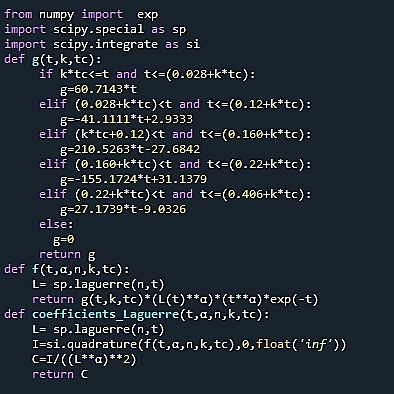 from numpy import  exp
import scipy.special as sp
import scipy.integrate as si
def g(t,k,tc):
     if k*tc<=t and t<=(0.028+k*tc):
        g=60.7143*t
     elif (0.028+k*tc)<t and t<=(0.12+k*tc):
        g=-41.1111*t+2.9333
     elif (k*tc+0.12)<t and t<=(0.160+k*tc):
        g=210.5263*t-27.6842
     elif (0.160+k*tc)<t and t<=(0.22+k*tc):
        g=-155.1724*t+31.1379
     elif (0.22+k*tc)<t and t<=(0.406+k*tc):
        g=27.1739*t-9.0326
     else:
       g=0
     return g
def f(t,α,n,k,tc):
    L= sp.laguerre(n,t)
    return g(t,k,tc)*(L(t)**α)*(t**α)*exp(-t)
def coefficients_Laguerre(t,α,n,k,tc):
    L= sp.laguerre(n,t)
    I=si.quadrature(f(t,α,n,k,tc),0,float('inf'))
    C=I/((L**α)**2)
    return C